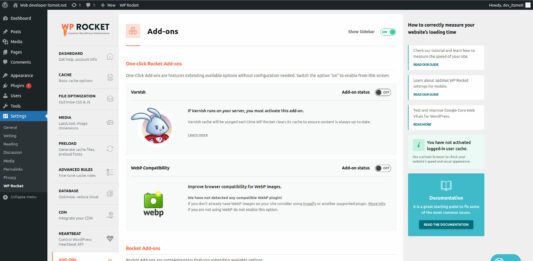 Web developer itsmoit.net
7
1
+ New
WP Rocket
Howdy, dev_itsmoit
Dashboard
Posts
Media
Pages
Comments
Appearance
Plugins
Users
Tools
Settings
General
Writing
Reading
Discussion
Media
Permalinks
Privacy
WP Rocket
Collapse menu
WP ROCKET
DASHBOARD
Get help, account info
CACHE
Basic cache options
FILE OPTIMIZATION
Optimize CSS & JS
MEDIA
LazyLoad, image dimensions
PRELOAD
Generate cache files, preload fonts
ADVANCED RULES
Fine-tune cache rules
DATABASE
Optimize, reduce bloat
CDN
Integrate your CDN
HEARTBEAT
Control WordPress Heartbeat API
ADD-ONS
Add-ons
Show Sidebar
ON
One-click Rocket Add-ons
One-Click Add-ons are features extending available options without configuration needed. Switch the option "on" to enable from this screen.
Varnish
Add-on status
OFF
If Varnish runs on your server, you must activate this add-on.
Varnish cache will be purged each time WP Rocket clears its cache to ensure content is always up-to-date.
Learn more
WebP Compatibility
Add-on status
OFF
Improve browser compatibility for WebP images.
We have not detected any compatible WebP plugin!
If you don't already have WebP images on your site consider using Imagify or another supported plugin. More info
If you are not using WebP do not enable this option.
webp
Rocket Add-ons
How to correctly measure your
website's loading time
Check our tutorial and learn how to
measure the speed of your site.
READ OUR GUIDE
Learn about optimal WP Rocket
settings for mobile.
READ OUR GUIDE
Test and Improve Google Core Web
Vitals for WordPress.
READ MORE
You have not activated
logged-in user cache.
Documentation
It is a great starting point to fix some
of the most common issues.
READ THE DOCUMENTATION